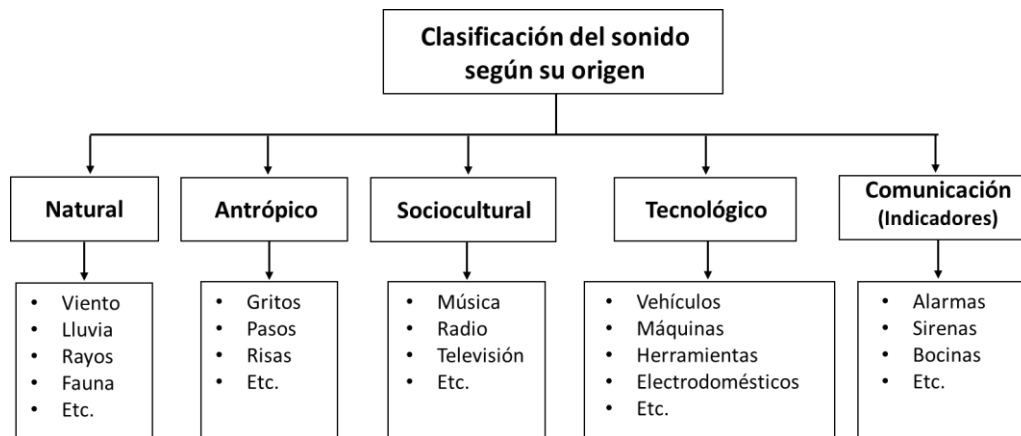 Clasificación del sonido
según su origen
Natural
Antrópico
Sociocultural
Tecnológico
Comunicación
(Indicadores)
• Viento
• Lluvia
• Rayos
• Fauna
• Etc.
• Gritos
• Pasos
• Risas
• Etc.
• Música
• Radio
• Televisión
• Etc.
• Vehículos
• Máquinas
• Herramientas
• Electrodomésticos
• Etc.
• Alarmas
• Sirenas
• Bocinas
• Etc.